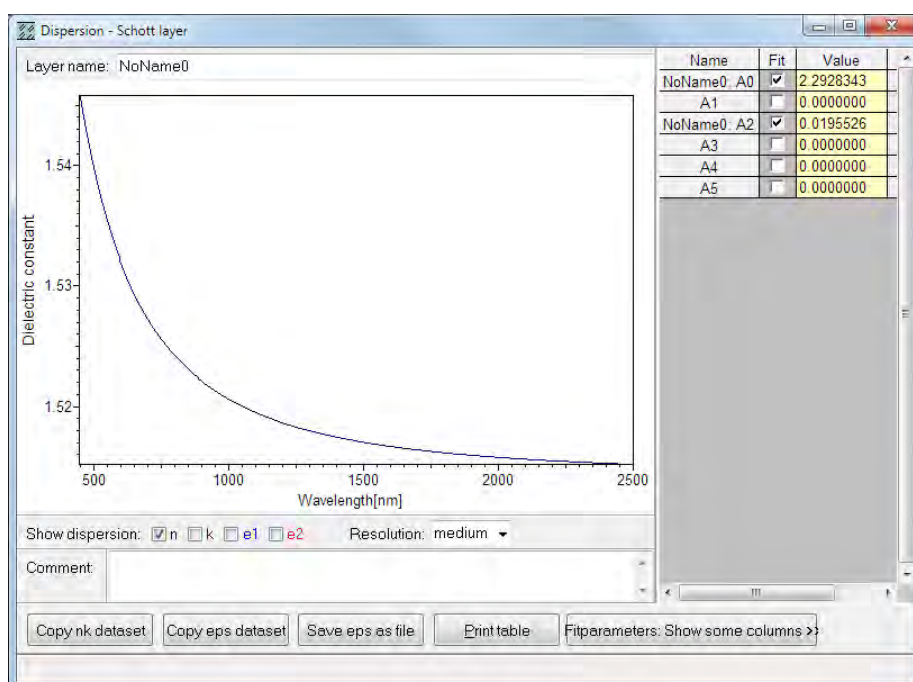 Dispersion - Schott layer
Layer name: NoName0
Name Fit Value
NoName0: A0 2.2928343
A1 0.0000000
NoName0: A2 0.0195526
A3 0.0000000
A4 0.0000000
A5 0.0000000
Dielectric constant
1.54
1.53
1.52
500 1000 1500 2000 2500
Wavelength[nm]
Show dispersion: n k e1 e2 Resolution: medium
Comment:
Copy nk dataset Copy eps dataset Save eps as file Print table Fitparameters: Show some columns >>